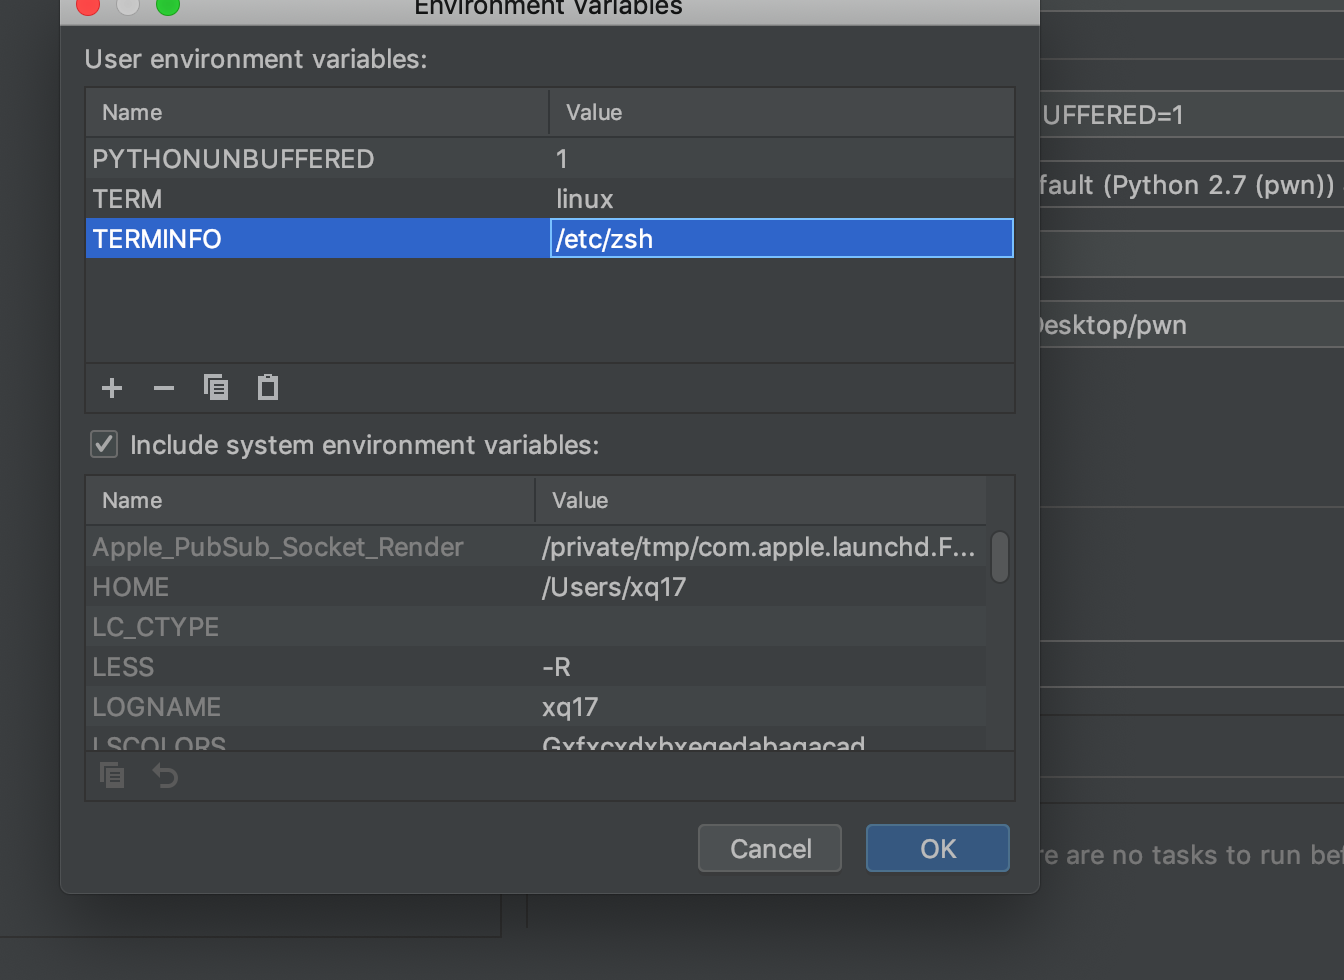 Environment Variables
User environment variables:
Name Value
PYTHONUNBUFFERED 1
TERM linux
TERMINFO /etc/zsh
Include system environment variables:
Name Value
Apple_PubSub_Socket_Render /private/tmp/com.apple.launchd.F...
HOME /Users/xq17
LC_CTYPE
LESS -R
LOGNAME xq17
LSCOLORS Gxfxcxdxbxegedabagacad
Cancel OK
UFFERED=1
fault (Python 2.7 (pwn))
Desktop/pwn
re are no tasks to run bef